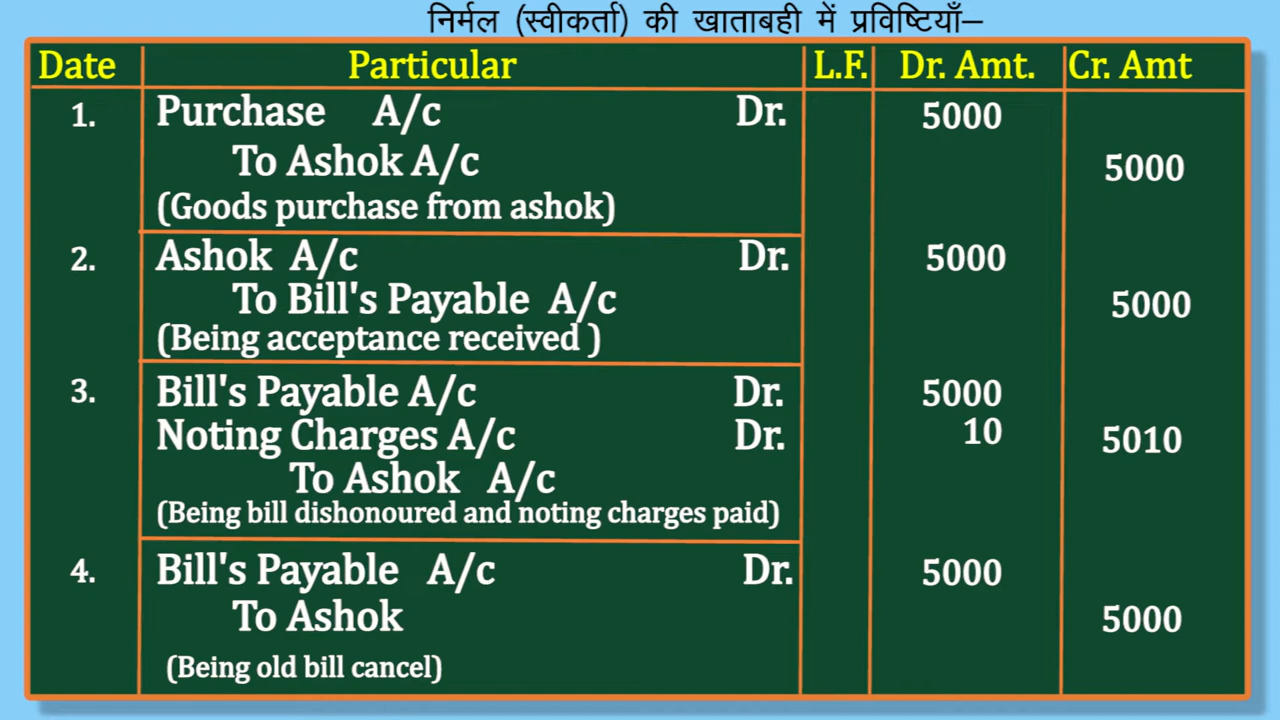 निर्मल (स्वीकर्ता) की खाताबही में प्रविष्टियाँ–
Date Particular L.F. Dr. Amt. Cr. Amt
1. Purchase A/c Dr. 5000
To Ashok A/c 5000
(Goods purchase from ashok)
2. Ashok A/c Dr. 5000
To Bill's Payable A/c 5000
(Being acceptance received )
3. Bill's Payable A/c Dr. 5000
Noting Charges A/c Dr. 10 5010
To Ashok A/c
(Being bill dishonoured and noting charges paid)
4. Bill's Payable A/c Dr. 5000
To Ashok 5000
(Being old bill cancel)